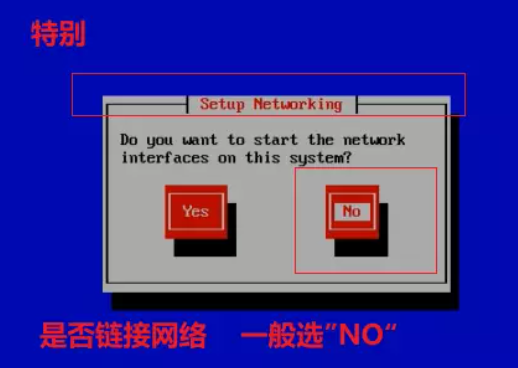 特别
Setup Networking
Do you want to start the network
interfaces on this system?
Yes No
是否链接网络 一般选”NO“